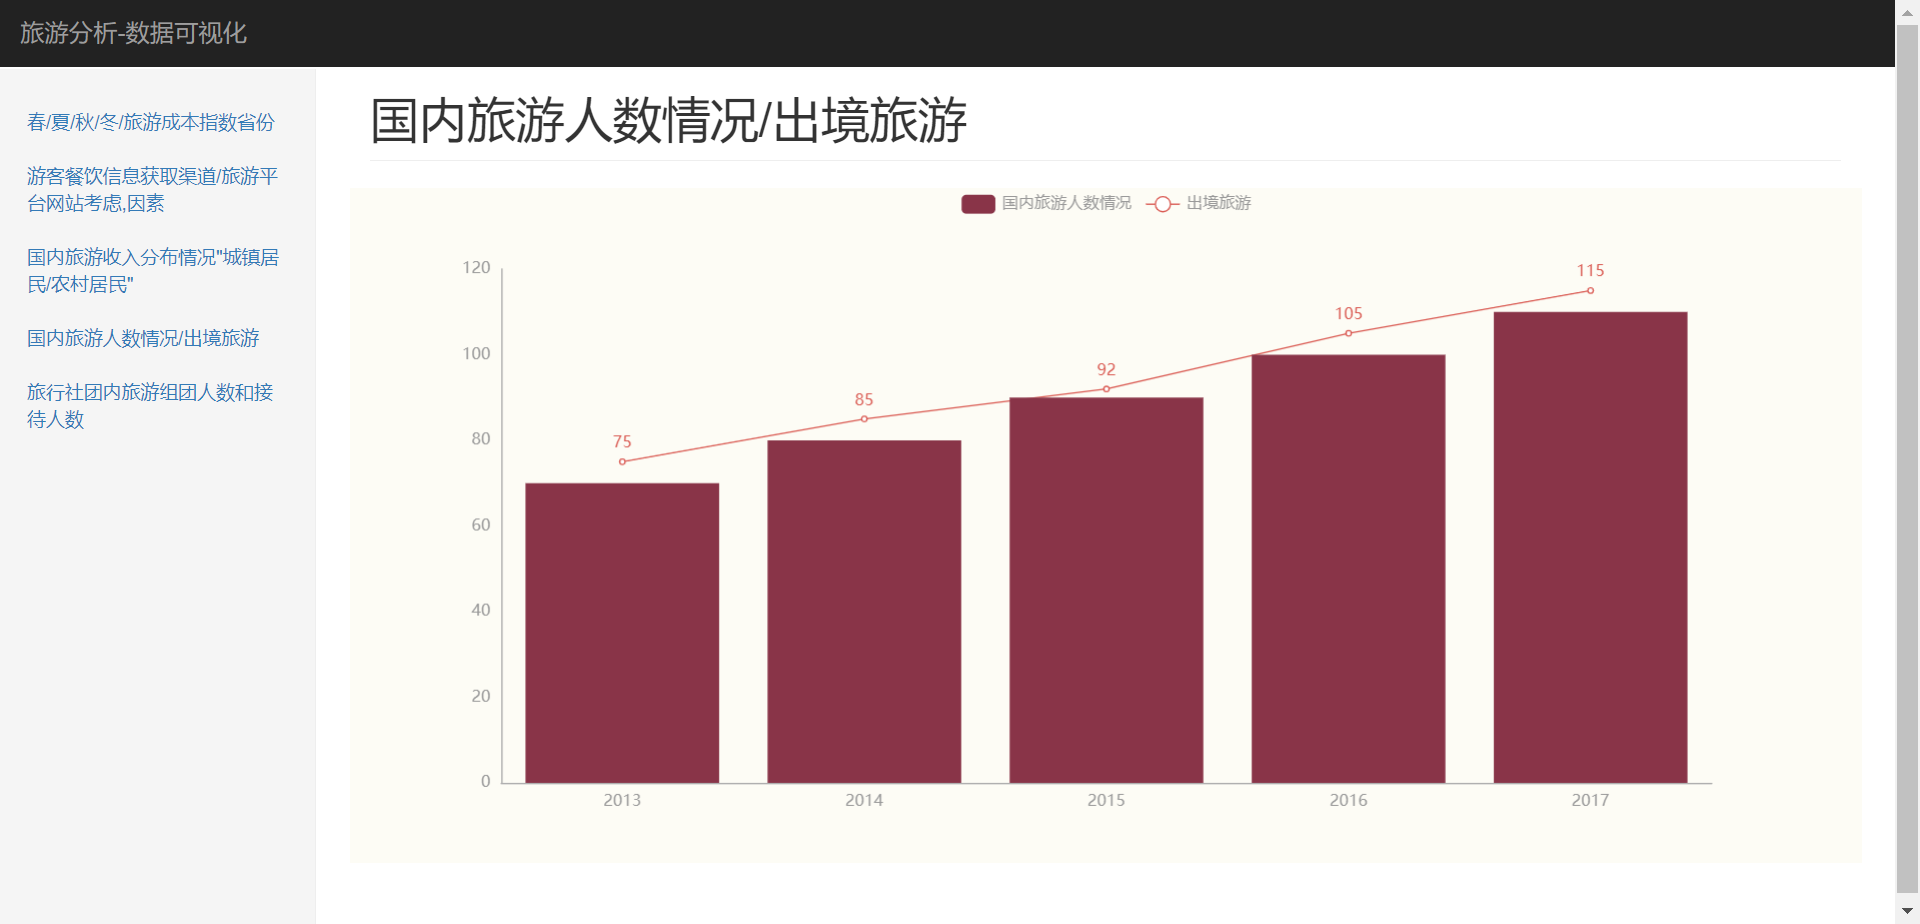 旅游分析-数据可视化
春/夏/秋/冬/旅游成本指数省份
游客餐饮信息获取渠道/旅游平
台网站考虑,因素
国内旅游收入分布情况"城镇居
民/农村居民"
国内旅游人数情况/出境旅游
旅行社团内旅游组团人数和接
待人数
国内旅游人数情况/出境旅游
国内旅游人数情况 出境旅游
120
100
80
60
40
20
0
75
85
92
105
115
2013 2014 2015 2016 2017